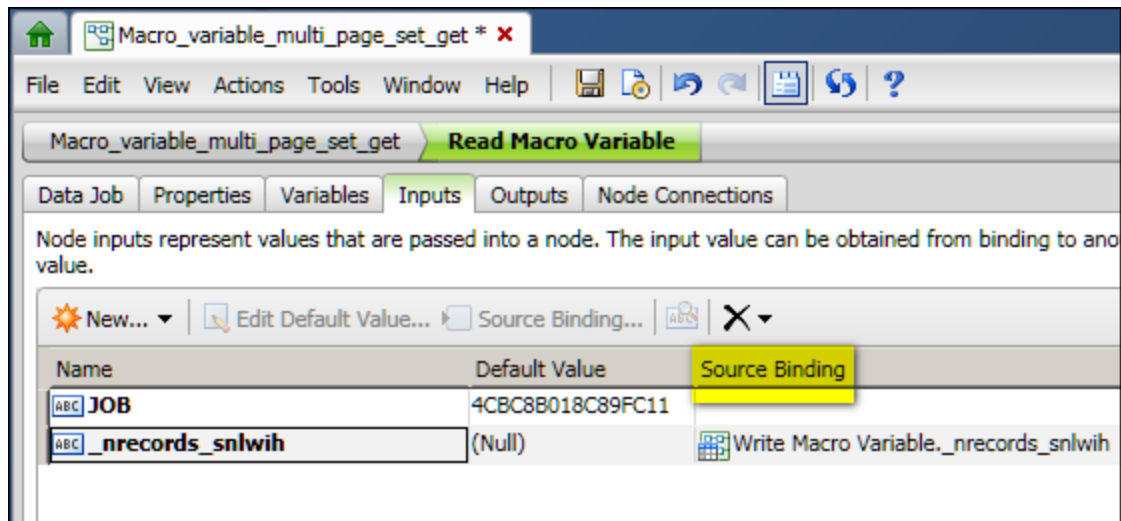 Macro_variable_multi_page_set_get *
File Edit View Actions Tools Window Help
Macro_variable_multi_page_set_get Read Macro Variable
Data Job Properties Variables Inputs Outputs Node Connections
Node inputs represent values that are passed into a node. The input value can be obtained from binding to ano
value.
New... Edit Default Value... Source Binding... ABC
Name Default Value Source Binding
ABC JOB 4CBC8B018C89FC11
ABC _nrecords_snlwih (Null) Write Macro Variable._nrecords_snlwih